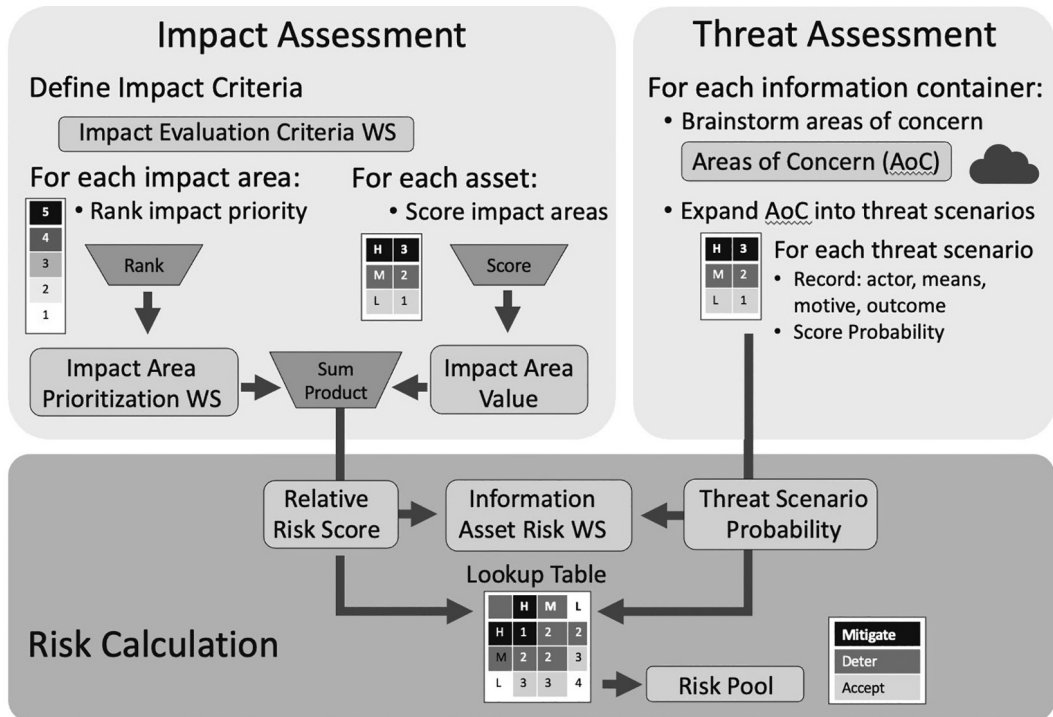 Impact Assessment
Define Impact Criteria
Impact Evaluation Criteria WS
For each impact area:
• Rank impact priority
5
4
3
2
1
Rank
Impact Area
Prioritization WS
For each asset:
• Score impact areas
H 3
M 2
L 1
Score
Impact Area
Value
Sum
Product
Threat Assessment
For each information container:
• Brainstorm areas of concern
Areas of Concern (AoC)
• Expand AoC into threat scenarios
H 3
M 2
L 1
For each threat scenario
• Record: actor, means,
motive, outcome
• Score Probability
Risk Calculation
Relative
Risk Score
Information
Asset Risk WS
Threat Scenario
Probability
Lookup Table
H M L
H 1 2 2
M 2 2 3
L 3 3 4
Risk Pool
Mitigate
Deter
Accept